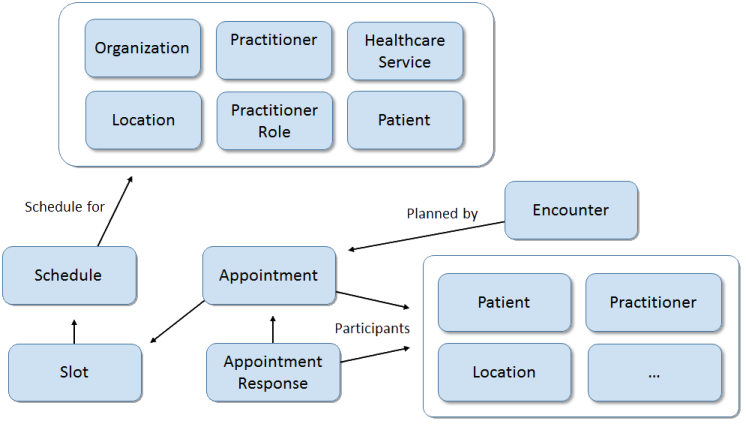 Organization
Practitioner
Healthcare
Service
Location
Practitioner
Role
Patient
Schedule for
Planned by
Encounter
Schedule
Appointment
Patient
Practitioner
Participants
Slot
Appointment
Response
Location
...